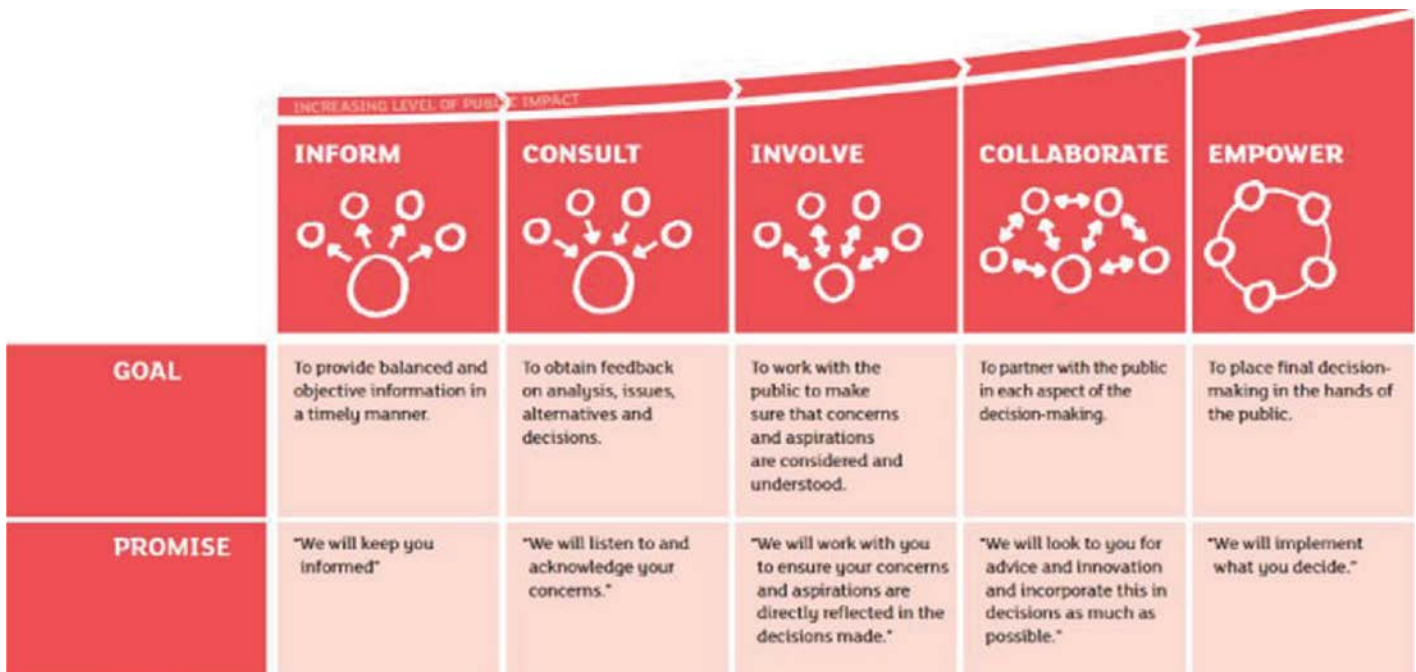 INCREASING LEVEL OF PUBLIC IMPACT
INFORM
CONSULT
INVOLVE
COLLABORATE
EMPOWER
GOAL
To provide balanced and
objective information in
a timely manner.
To obtain feedback
on analysis, issues,
alternatives and
decisions.
To work with the
public to make
sure that concerns
and aspirations
are considered and
understood.
To partner with the public
in each aspect of the
decision-making.
To place final decision-
making in the hands of
the public.
PROMISE
"We will keep you
informed"
"We will listen to and
acknowledge your
concerns."
"We will work with you
to ensure your concerns
and aspirations are
directly reflected in the
decisions made."
"We will look to you for
advice and innovation
and incorporate this in
decisions as much as
possible."
"We will implement
what you decide."